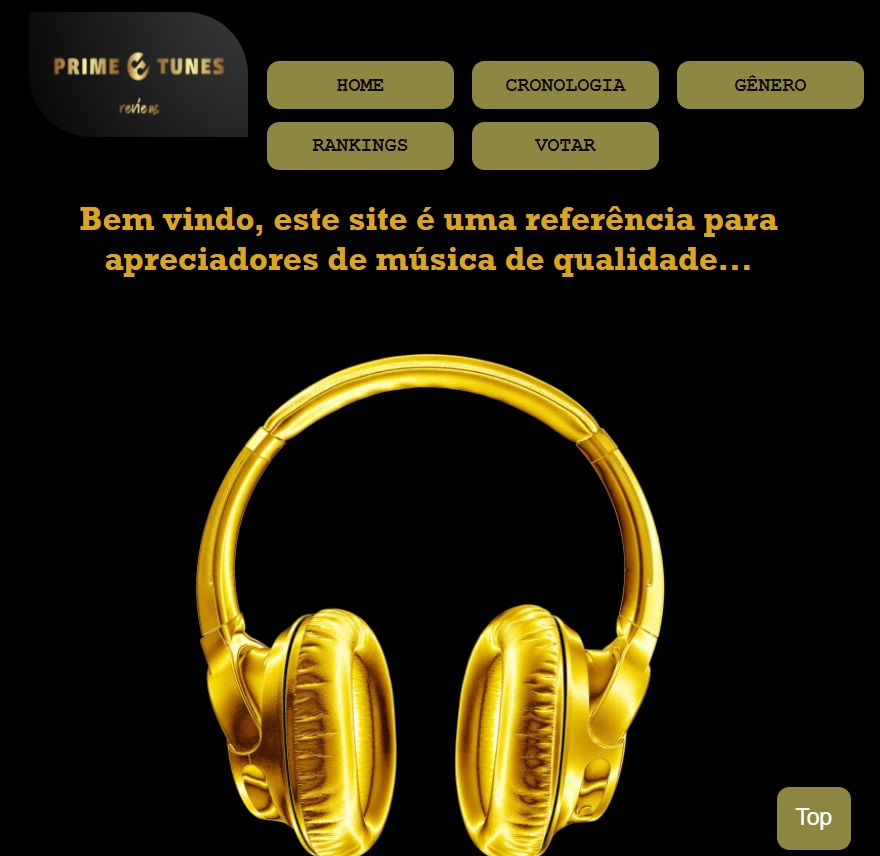 PRIME TUNES
reviews
HOME
CRONOLOGIA
GÊNERO
RANKINGS
VOTAR
Bem vindo, este site é uma referência para
apreciadores de música de qualidade...
Top